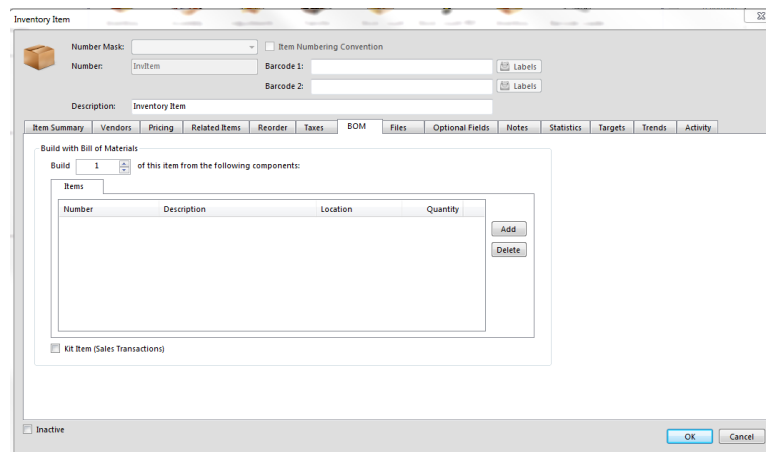 Inventory Item
Number Mask:
Item Numbering Convention
Number: InvItem Barcode 1: Labels
Barcode 2: Labels
Description: Inventory Item
Item Summary Vendors Pricing Related Items Reorder Taxes BOM Files Optional Fields Notes Statistics Targets Trends Activity
Build with Bill of Materials
Build 1 of this item from the following components:
Items
Number Description Location Quantity
Add
Delete
Kit Item (Sales Transactions)
Inactive
OK Cancel